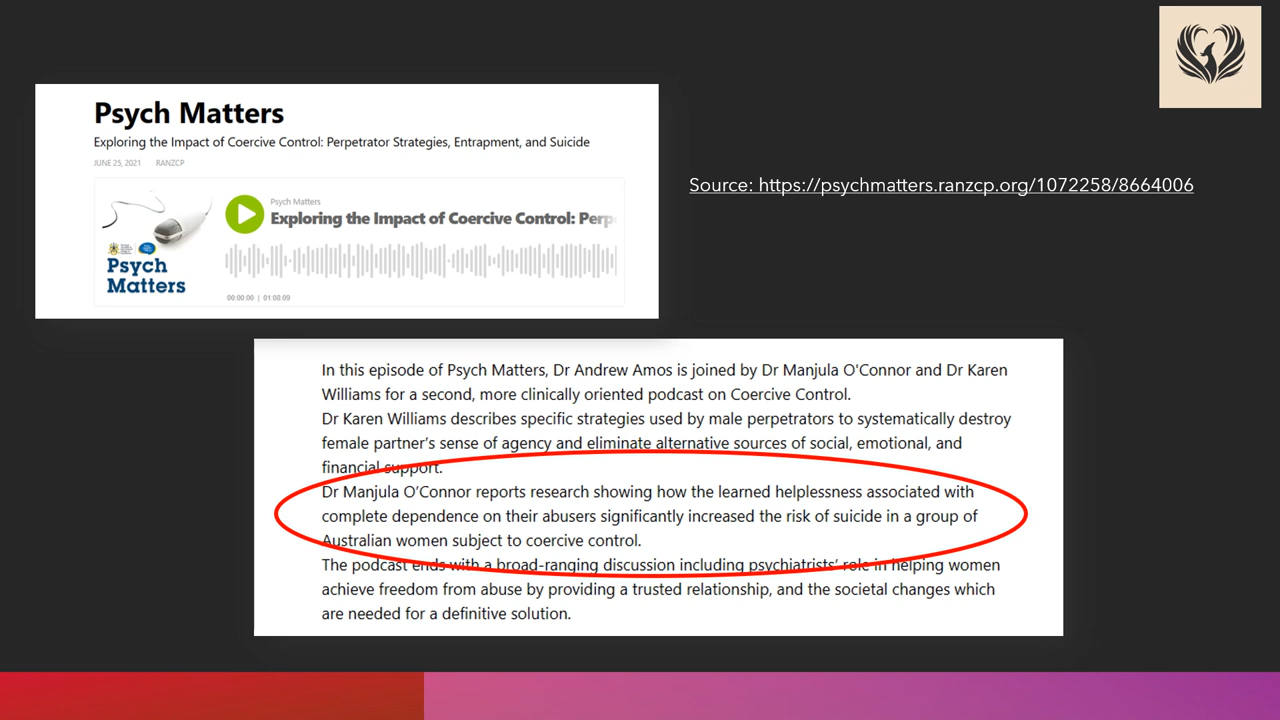 Psych Matters
Exploring the Impact of Coercive Control: Perpetrator Strategies, Entrapment, and Suicide
JUNE 25, 2021 RANZCP
Psych Matters
Exploring the Impact of Coercive Control: Perp
Psych
Matters
00:00:00 | 01:08:09
Source: https://psychmatters.ranzcp.org/1072258/8664006
In this episode of Psych Matters, Dr Andrew Amos is joined by Dr Manjula O'Connor and Dr Karen
Williams for a second, more clinically oriented podcast on Coercive Control.
Dr Karen Williams describes specific strategies used by male perpetrators to systematically destroy
female partner's sense of agency and eliminate alternative sources of social, emotional, and
financial support.
Dr Manjula O’Connor reports research showing how the learned helplessness associated with
complete dependence on their abusers significantly increased the risk of suicide in a group of
Australian women subject to coercive control.
The podcast ends with a broad-ranging discussion including psychiatrists’ role in helping women
achieve freedom from abuse by providing a trusted relationship, and the societal changes which
are needed for a definitive solution.